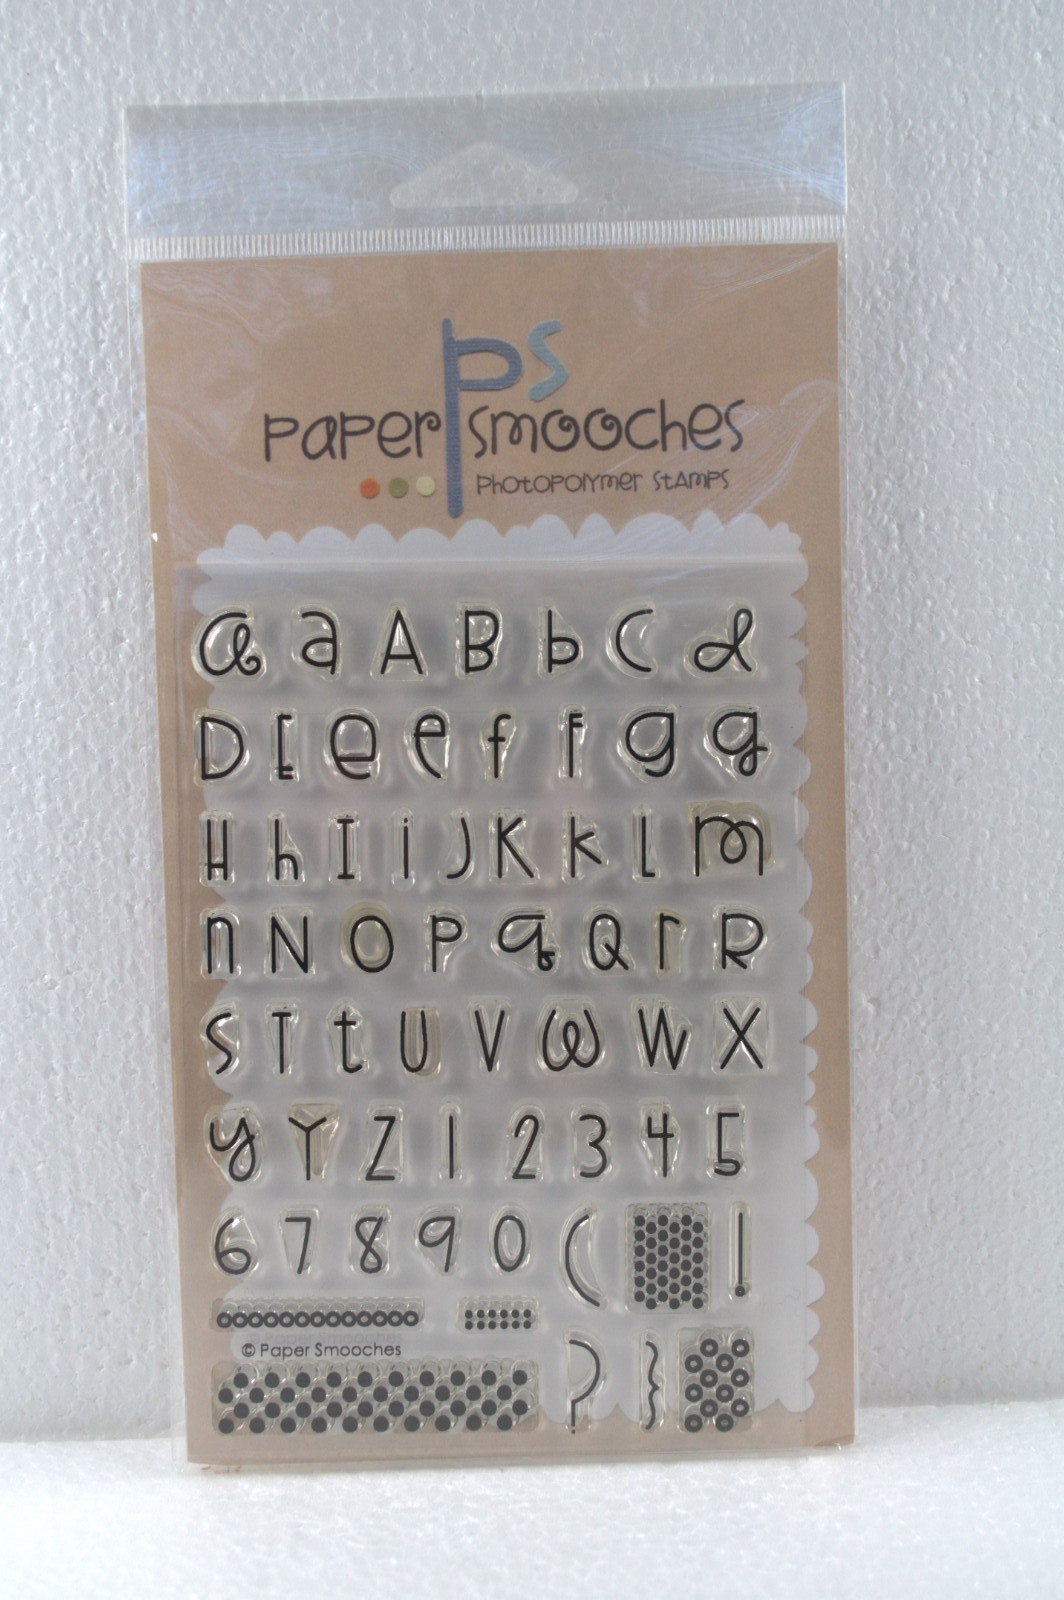 PS
PAPER SMOOCHES
PHOTOPOLYMER STAMPS
a a A B b C d
D E e e f F g g
H h I i J K k L m
n N O P q Q r R
S T t U V W W X
y Y Z 1 2 3 4 5
6 7 8 9 0 ( !
© Paper Smooches
? }